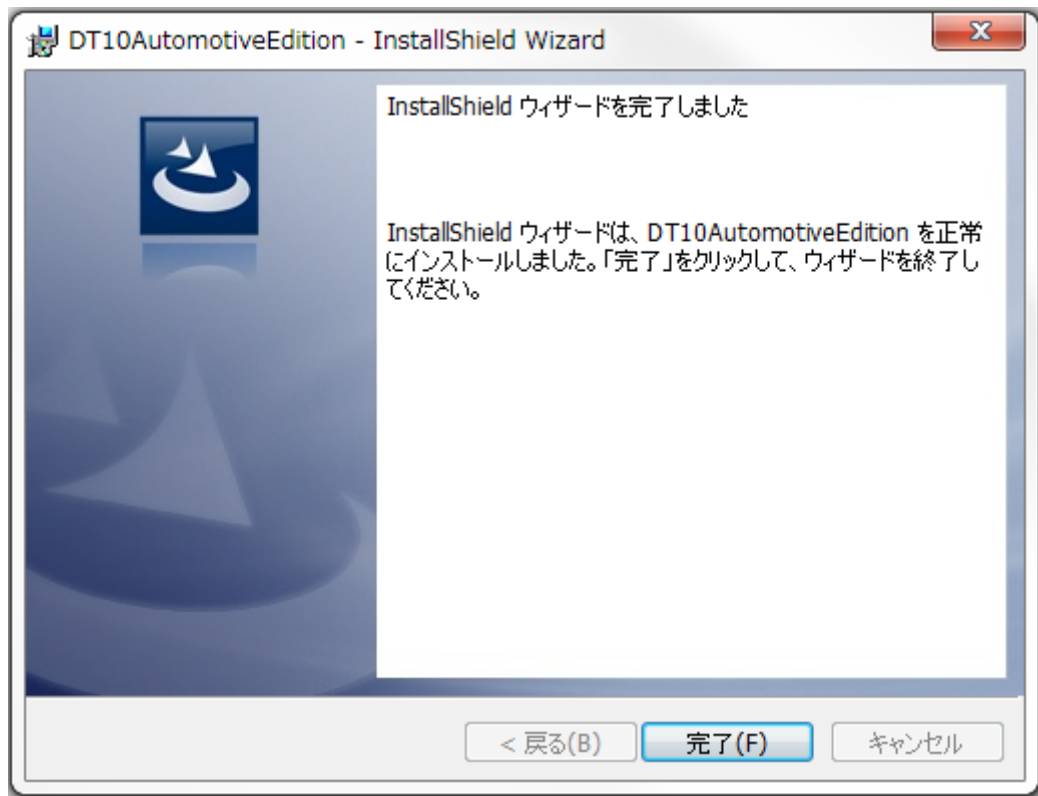 DT10AutomotiveEdition - InstallShield Wizard
InstallShield ウィザードを完了しました
InstallShield ウィザードは、DT10AutomotiveEdition を正常
にインストールしました。「完了」をクリックして、ウィザードを終了し
てください。
< 戻る(B)
完了(F)
キャンセル